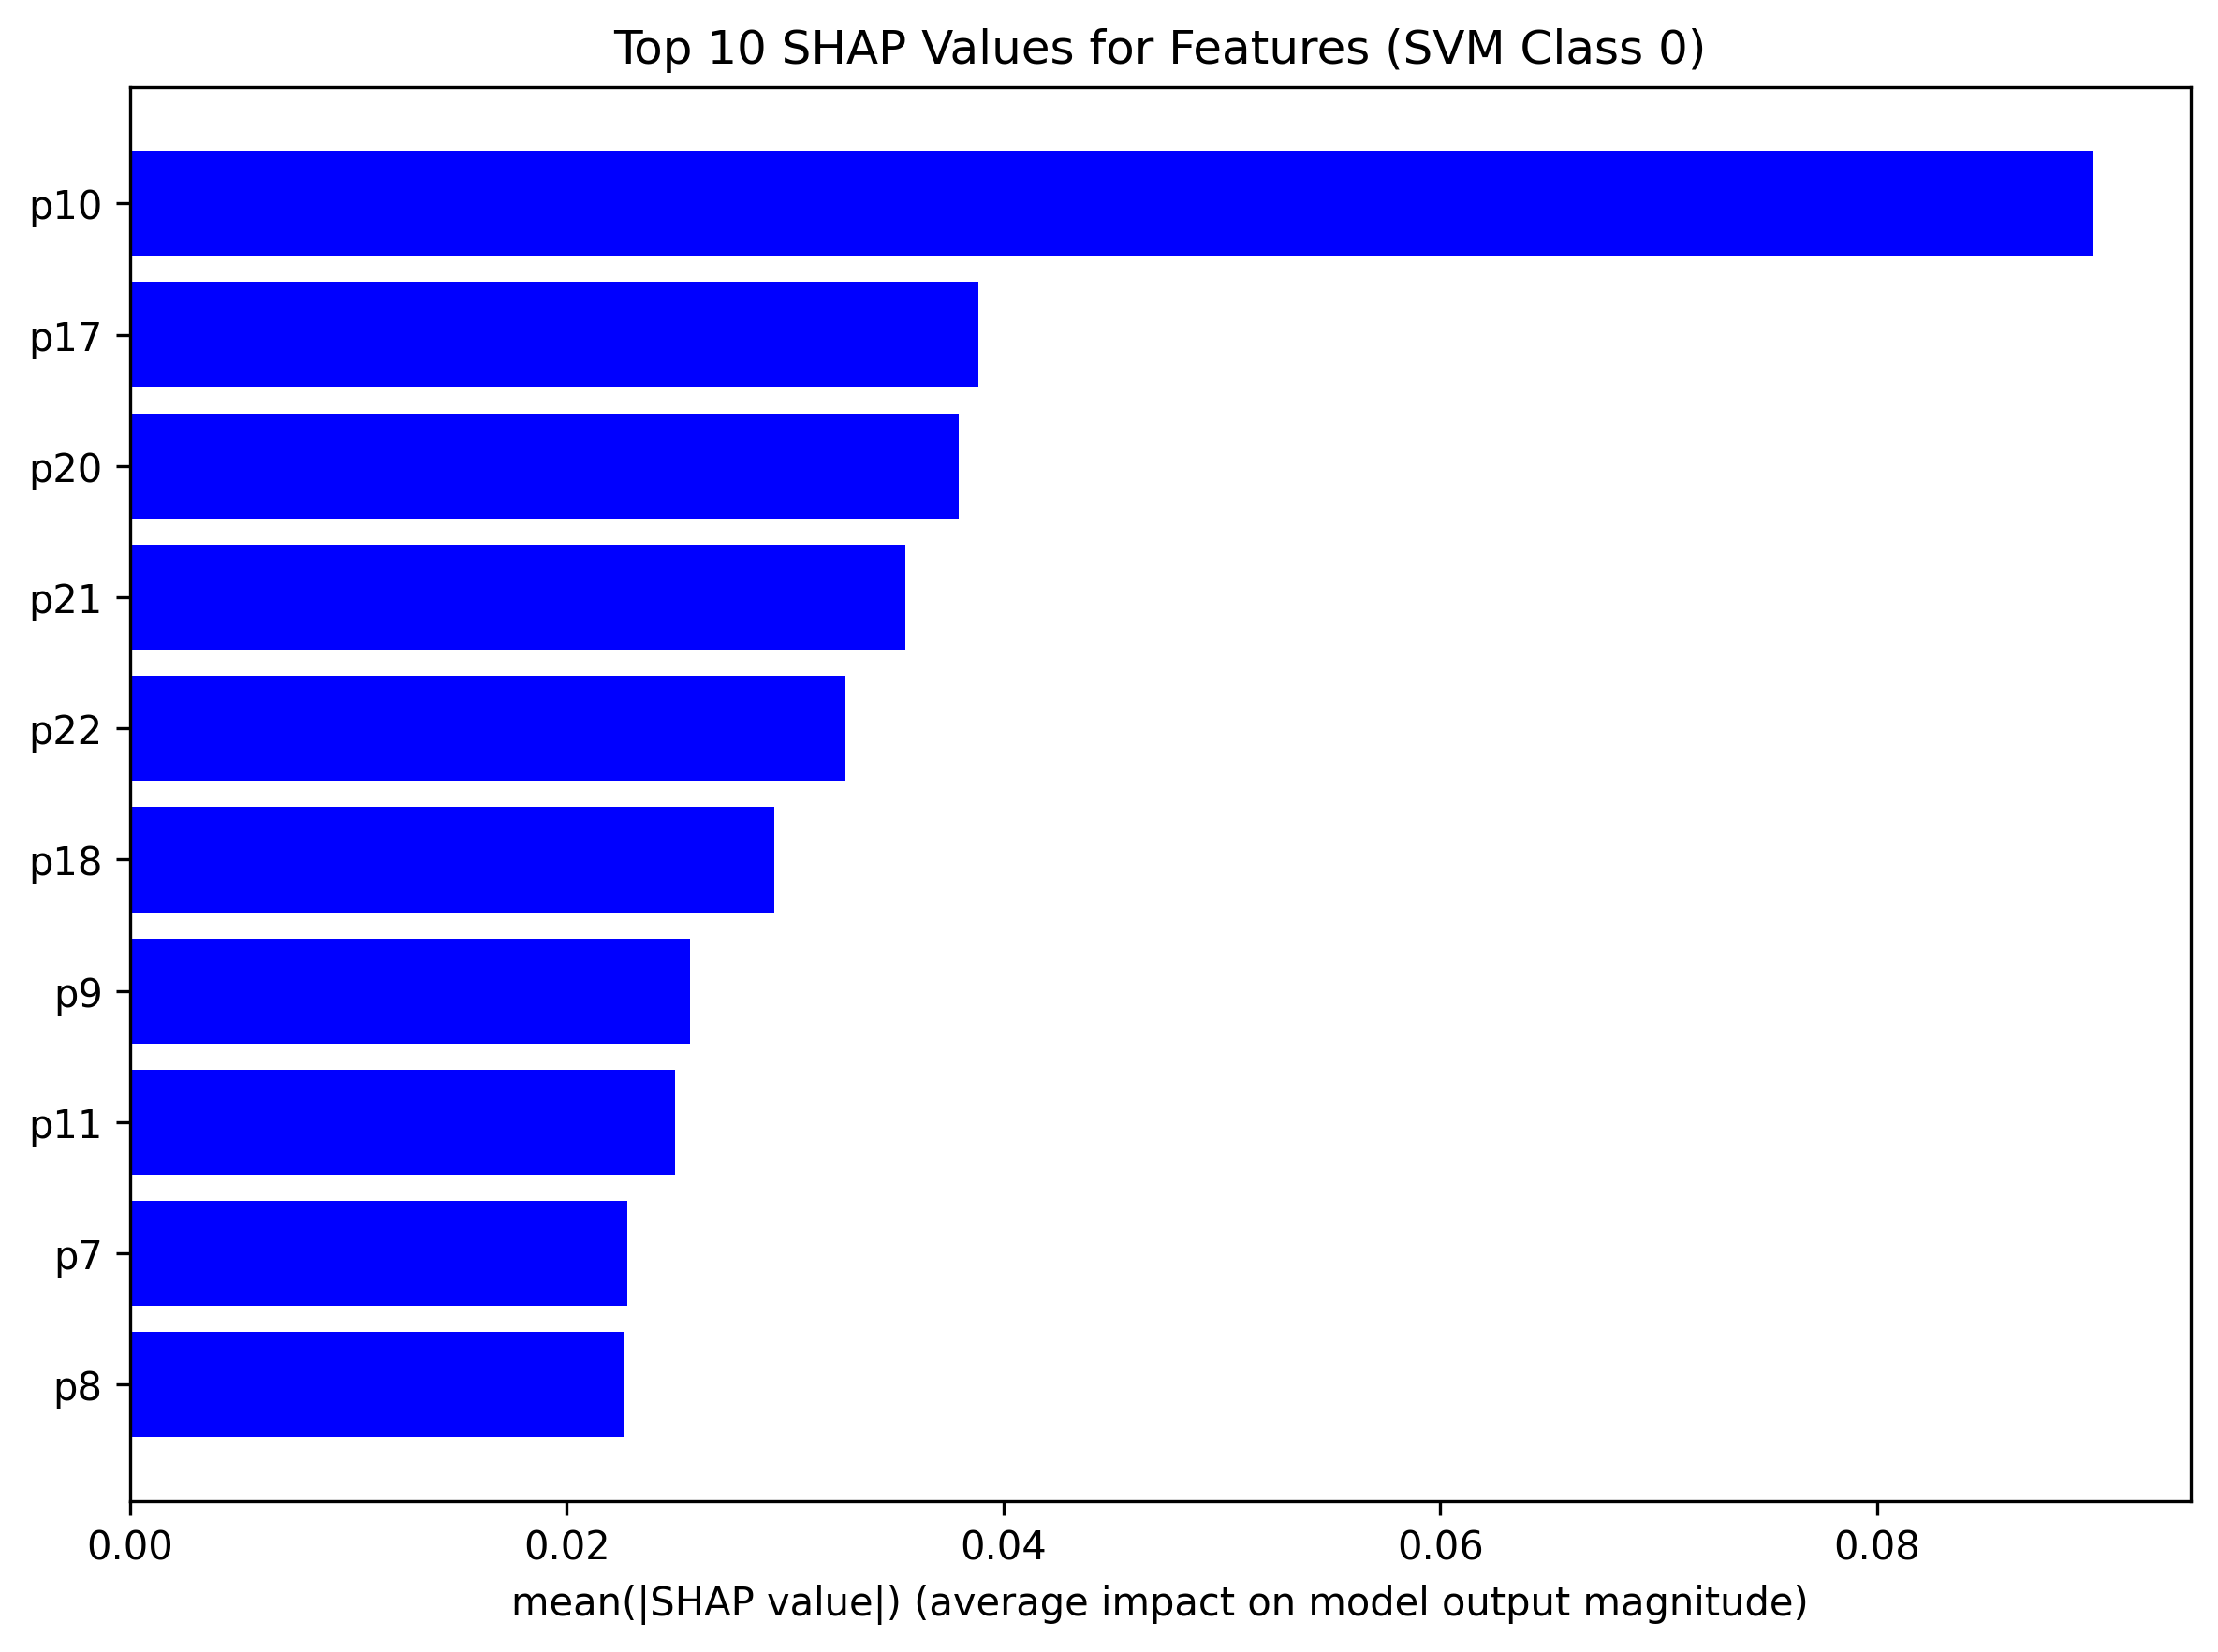 Top 10 SHAP Values for Features (SVM Class 0)
p10
p17
p20
p21
p22
p18
p9
p11
p7
p8
0.00 0.02 0.04 0.06 0.08
mean(|SHAP value|) (average impact on model output magnitude)